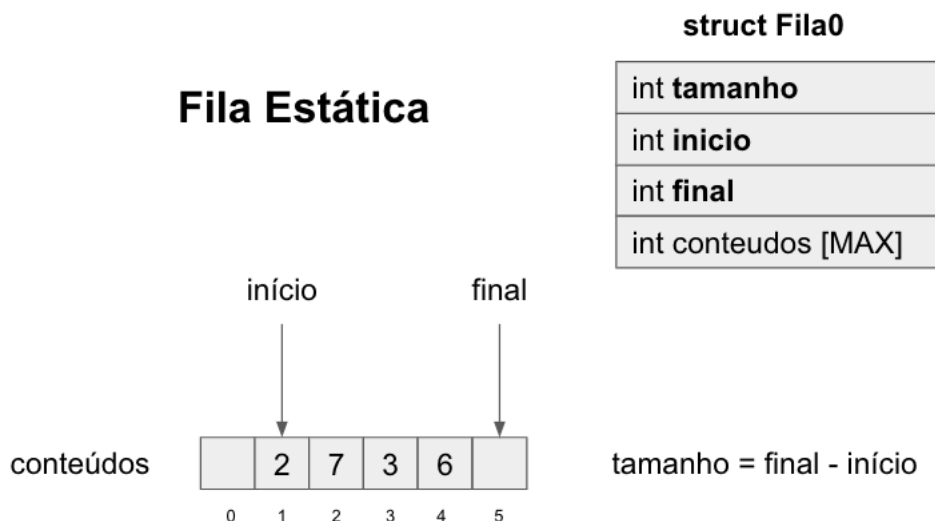 struct Fila0
Fila Estática
int tamanho
int inicio
int final
int conteudos [MAX]
início final
conteúdos 2 7 3 6 tamanho = final - início
0 1 2 3 4 5